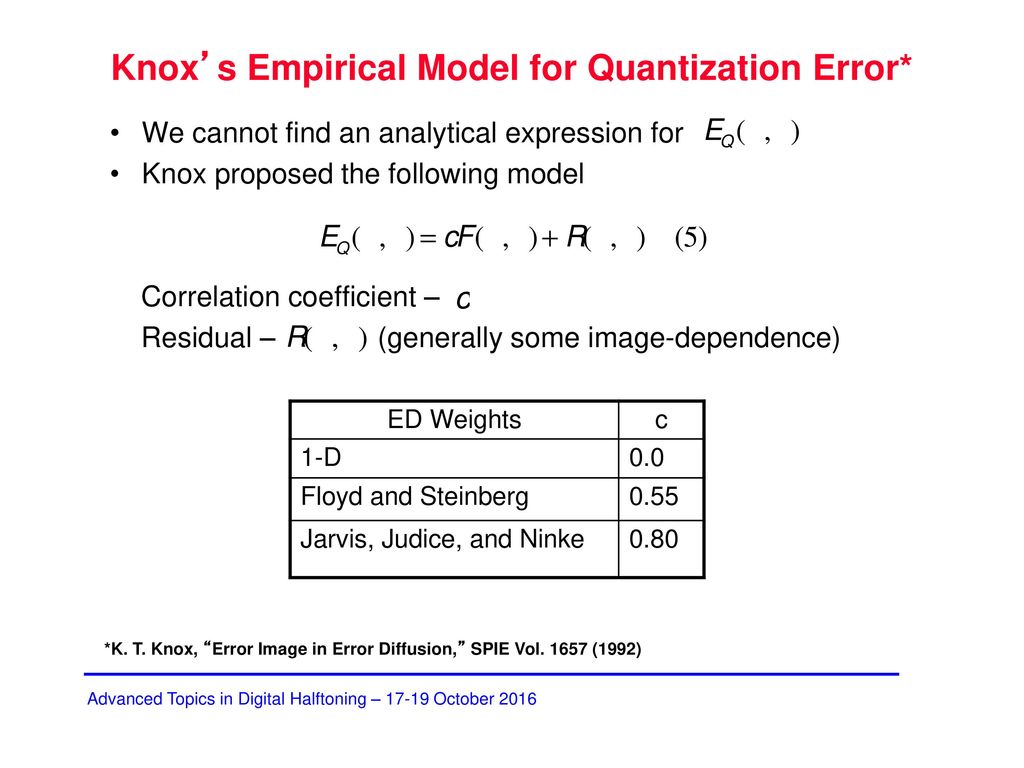 Knox’s Empirical Model for Quantization Error*
• We cannot find an analytical expression for E_Q( , )
• Knox proposed the following model
E_Q( , ) = cF( , ) + R( , ) (5)
Correlation coefficient – c
Residual – R( , ) (generally some image-dependence)
ED Weights c
1-D 0.0
Floyd and Steinberg 0.55
Jarvis, Judice, and Ninke 0.80
*K. T. Knox, “Error Image in Error Diffusion,” SPIE Vol. 1657 (1992)
Advanced Topics in Digital Halftoning – 17-19 October 2016